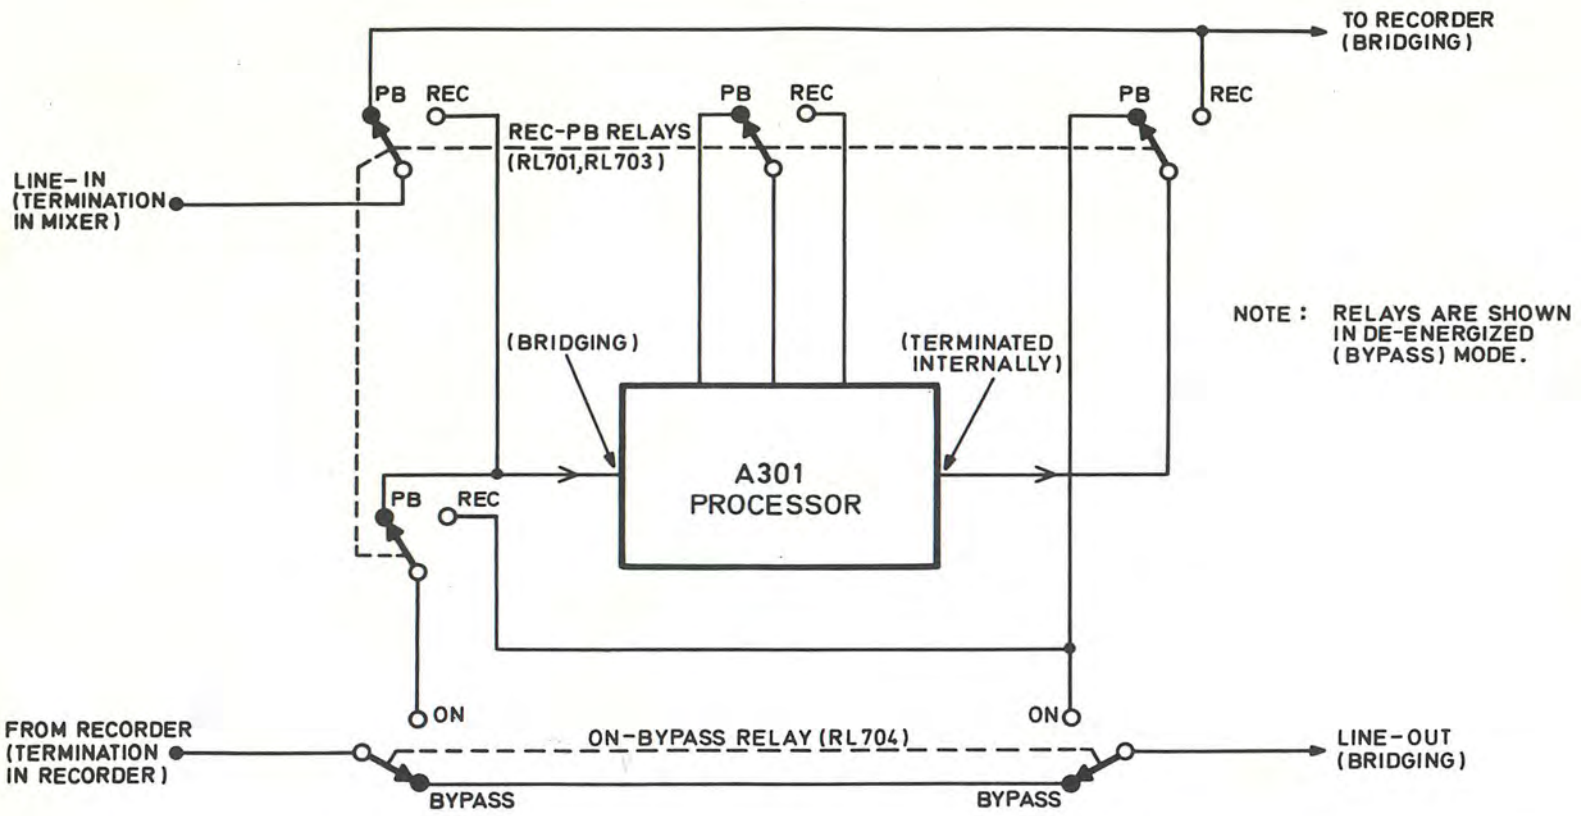 TO RECORDER
(BRIDGING)
PB
REC
PB
REC
PB
REC
REC-PB RELAYS
(RL701,RL703)
LINE-IN
(TERMINATION
IN MIXER)
NOTE : RELAYS ARE SHOWN
IN DE-ENERGIZED
(BYPASS) MODE.
(BRIDGING)
(TERMINATED
INTERNALLY)
A301
PROCESSOR
PB
REC
ON
ON
FROM RECORDER
(TERMINATION
IN RECORDER)
ON-BYPASS RELAY (RL704)
LINE-OUT
(BRIDGING)
BYPASS
BYPASS